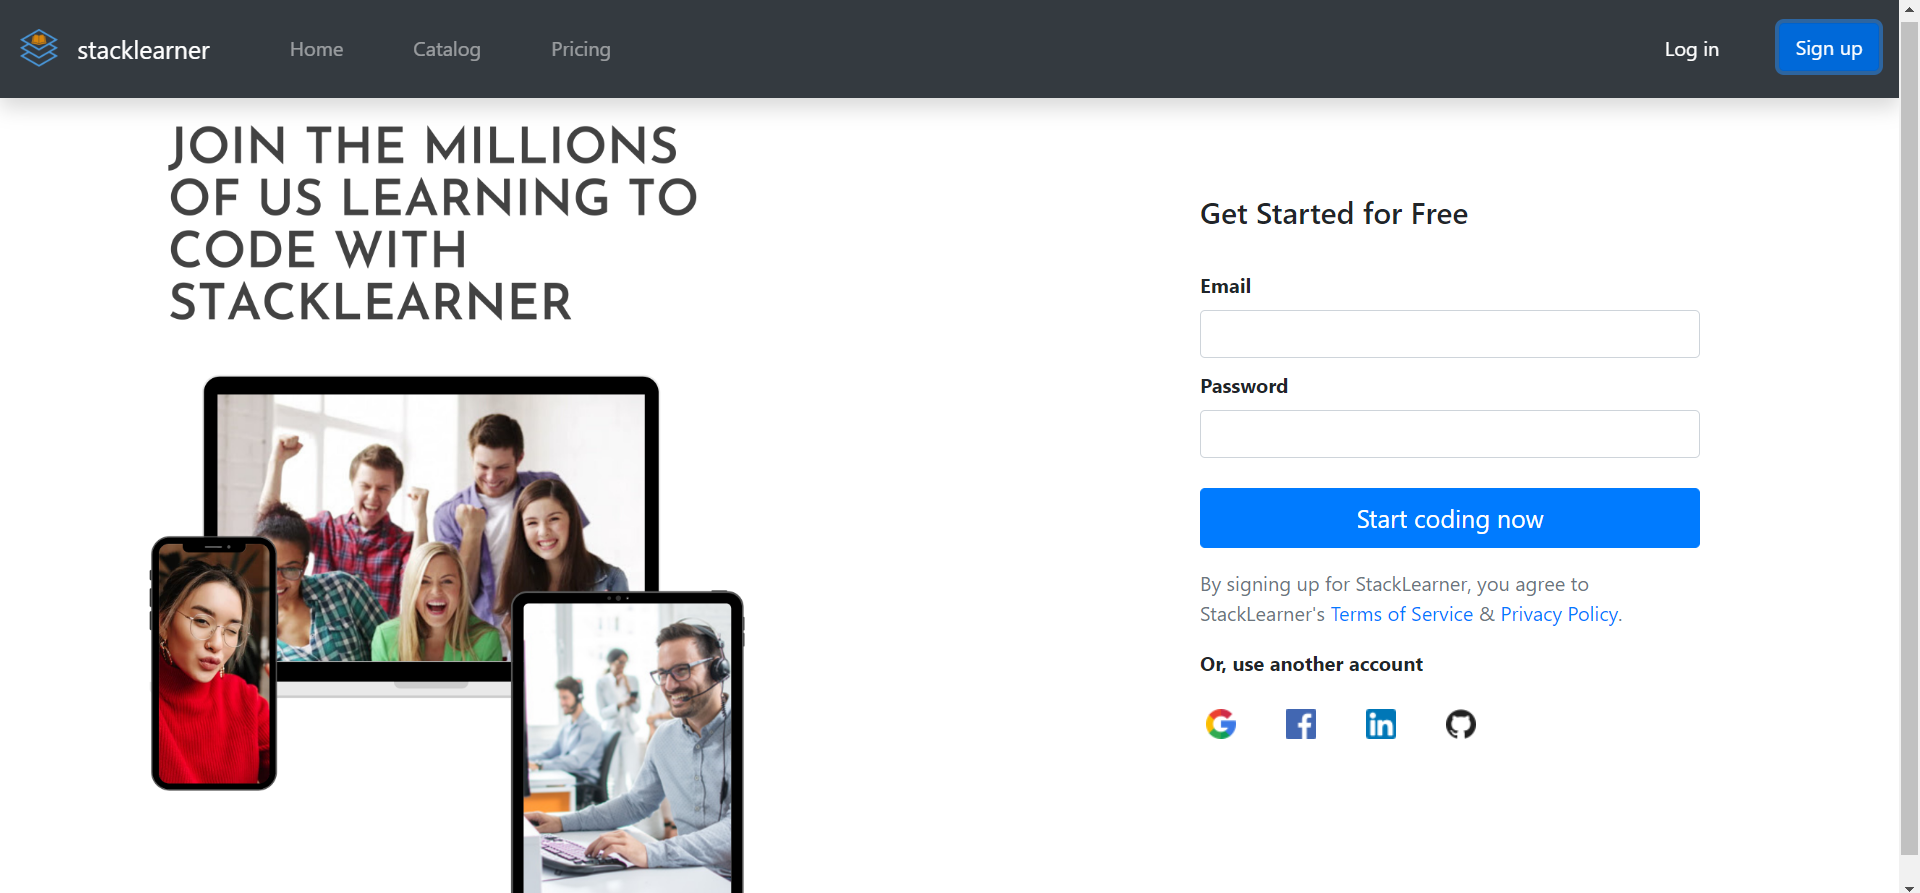 stacklearner
Home
Catalog
Pricing
Log in
Sign up
JOIN THE MILLIONS
OF US LEARNING TO
CODE WITH
STACKLEARNER
Get Started for Free
Email
Password
Start coding now
By signing up for StackLearner, you agree to
StackLearner's Terms of Service & Privacy Policy.
Or, use another account